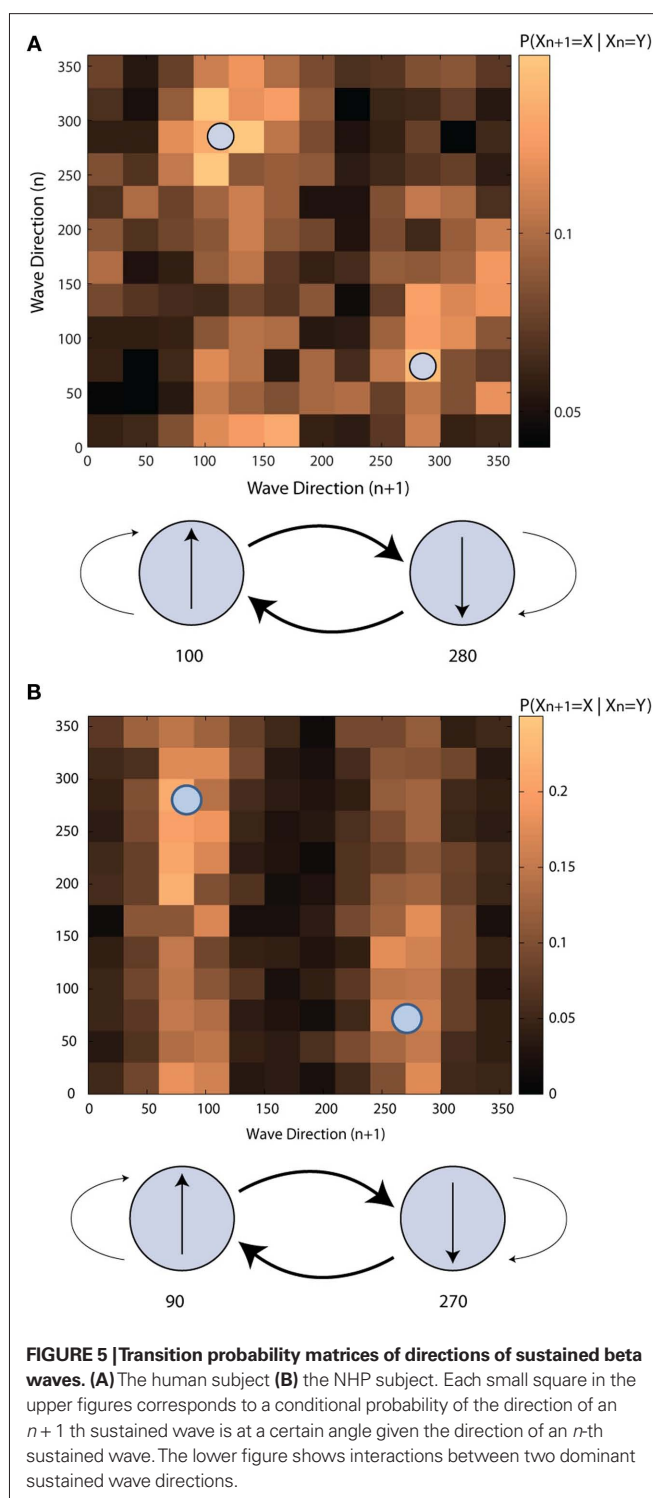 A
P(Xn+1=X | Xn=Y)
350
300
250
200
150
100
50
0
Wave Direction (n)
0 50 100 150 200 250 300 350
Wave Direction (n+1)
0.1
0.05
100 280
B
P(Xn+1=X | Xn=Y)
350
300
250
200
150
100
50
0
0 50 100 150 200 250 300 350
Wave Direction (n+1)
0.2
0.15
0.1
0.05
0
90 270
FIGURE 5 | Transition probability matrices of directions of sustained beta
waves. (A) The human subject (B) the NHP subject. Each small square in the
upper figures corresponds to a conditional probability of the direction of an
n + 1 th sustained wave is at a certain angle given the direction of an n-th
sustained wave. The lower figure shows interactions between two dominant
sustained wave directions.